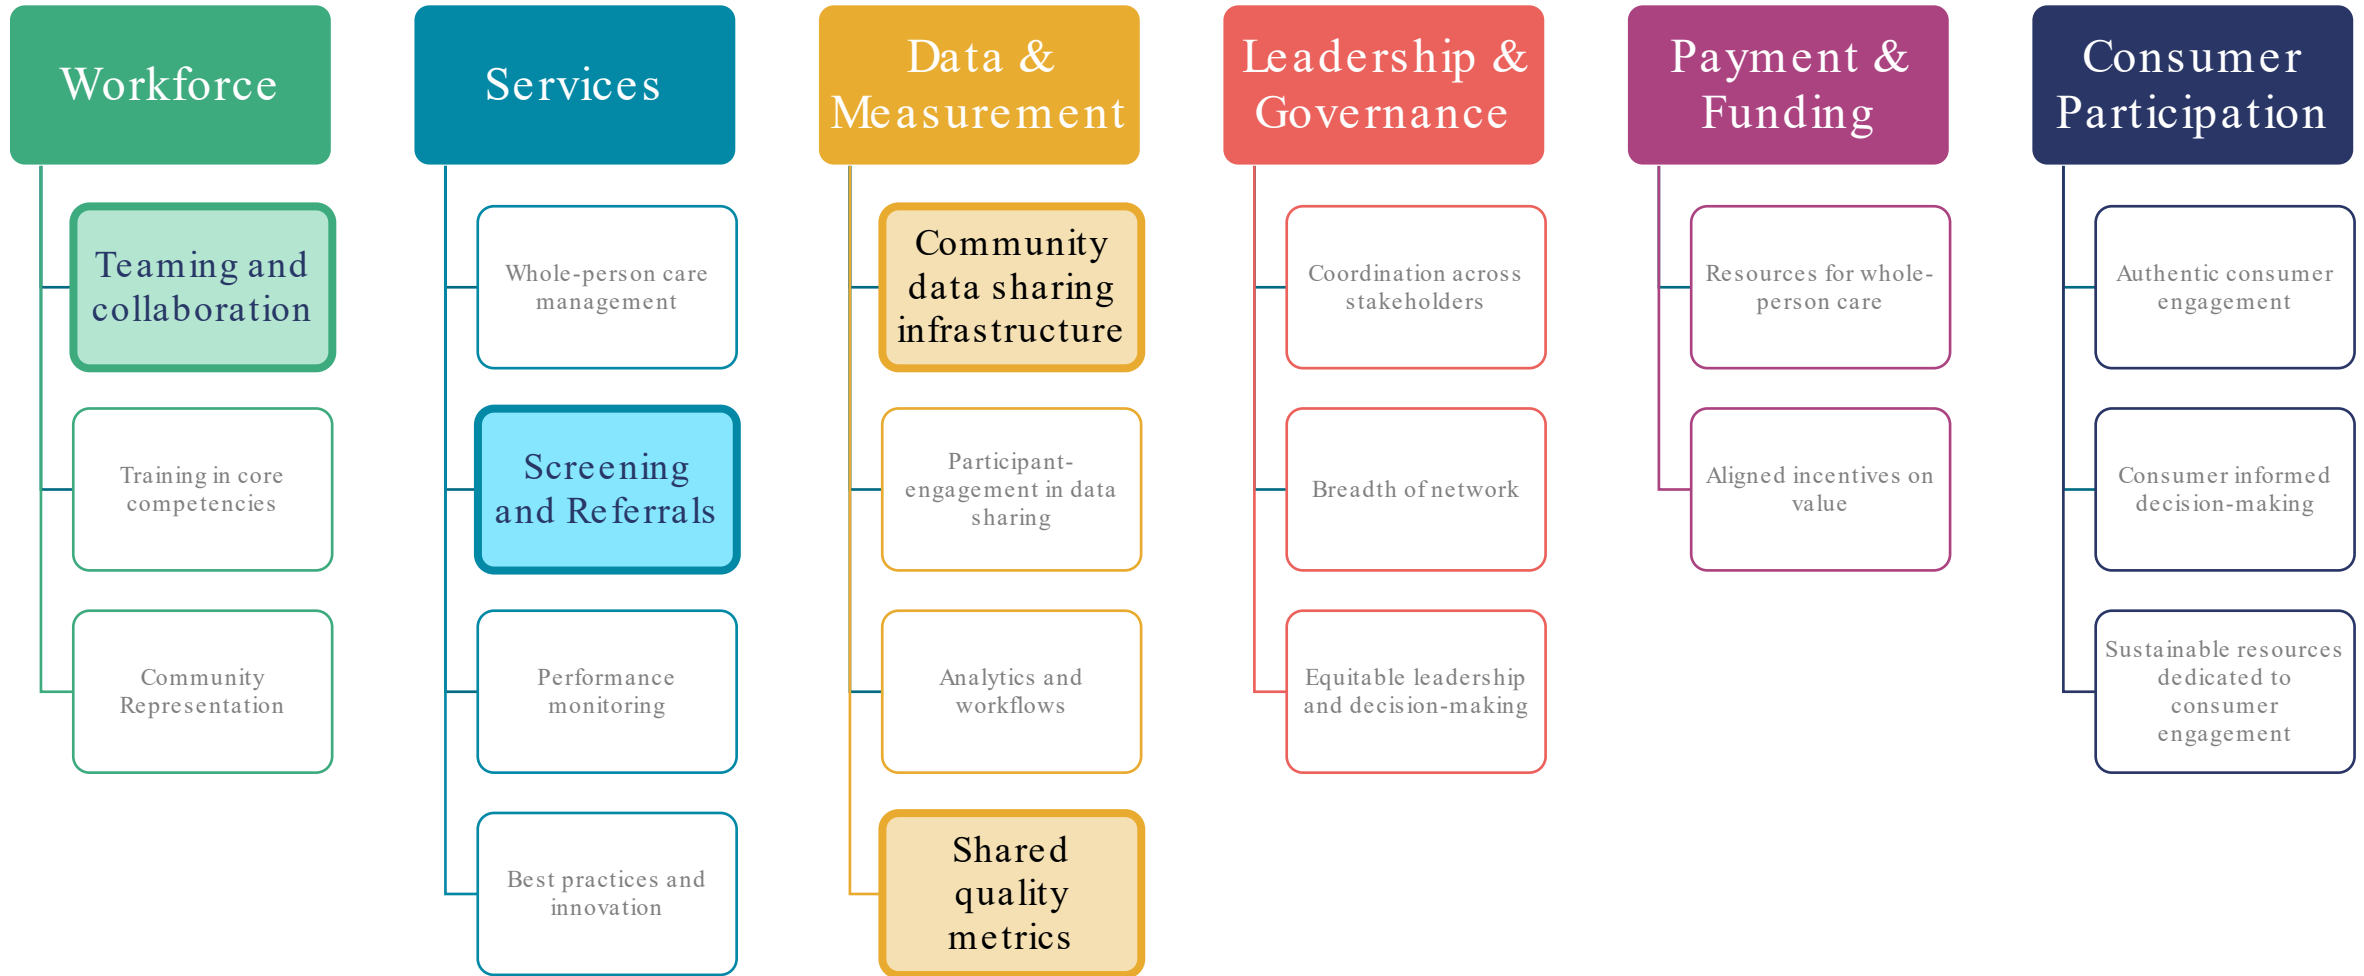 Workforce
Teaming and
collaboration
Training in core
competencies
Community
Representation
Services
Whole-person care
management
Screening
and Referrals
Performance
monitoring
Best practices and
innovation
Data &
Measurement
Community
data sharing
infrastructure
Participant-
engagement in data
sharing
Analytics and
workflows
Shared
quality
metrics
Leadership &
Governance
Coordination across
stakeholders
Breadth of network
Equitable leadership
and decision-making
Payment &
Funding
Resources for whole-
person care
Aligned incentives on
value
Consumer
Participation
Authentic consumer
engagement
Consumer informed
decision-making
Sustainable resources
dedicated to
consumer
engagement